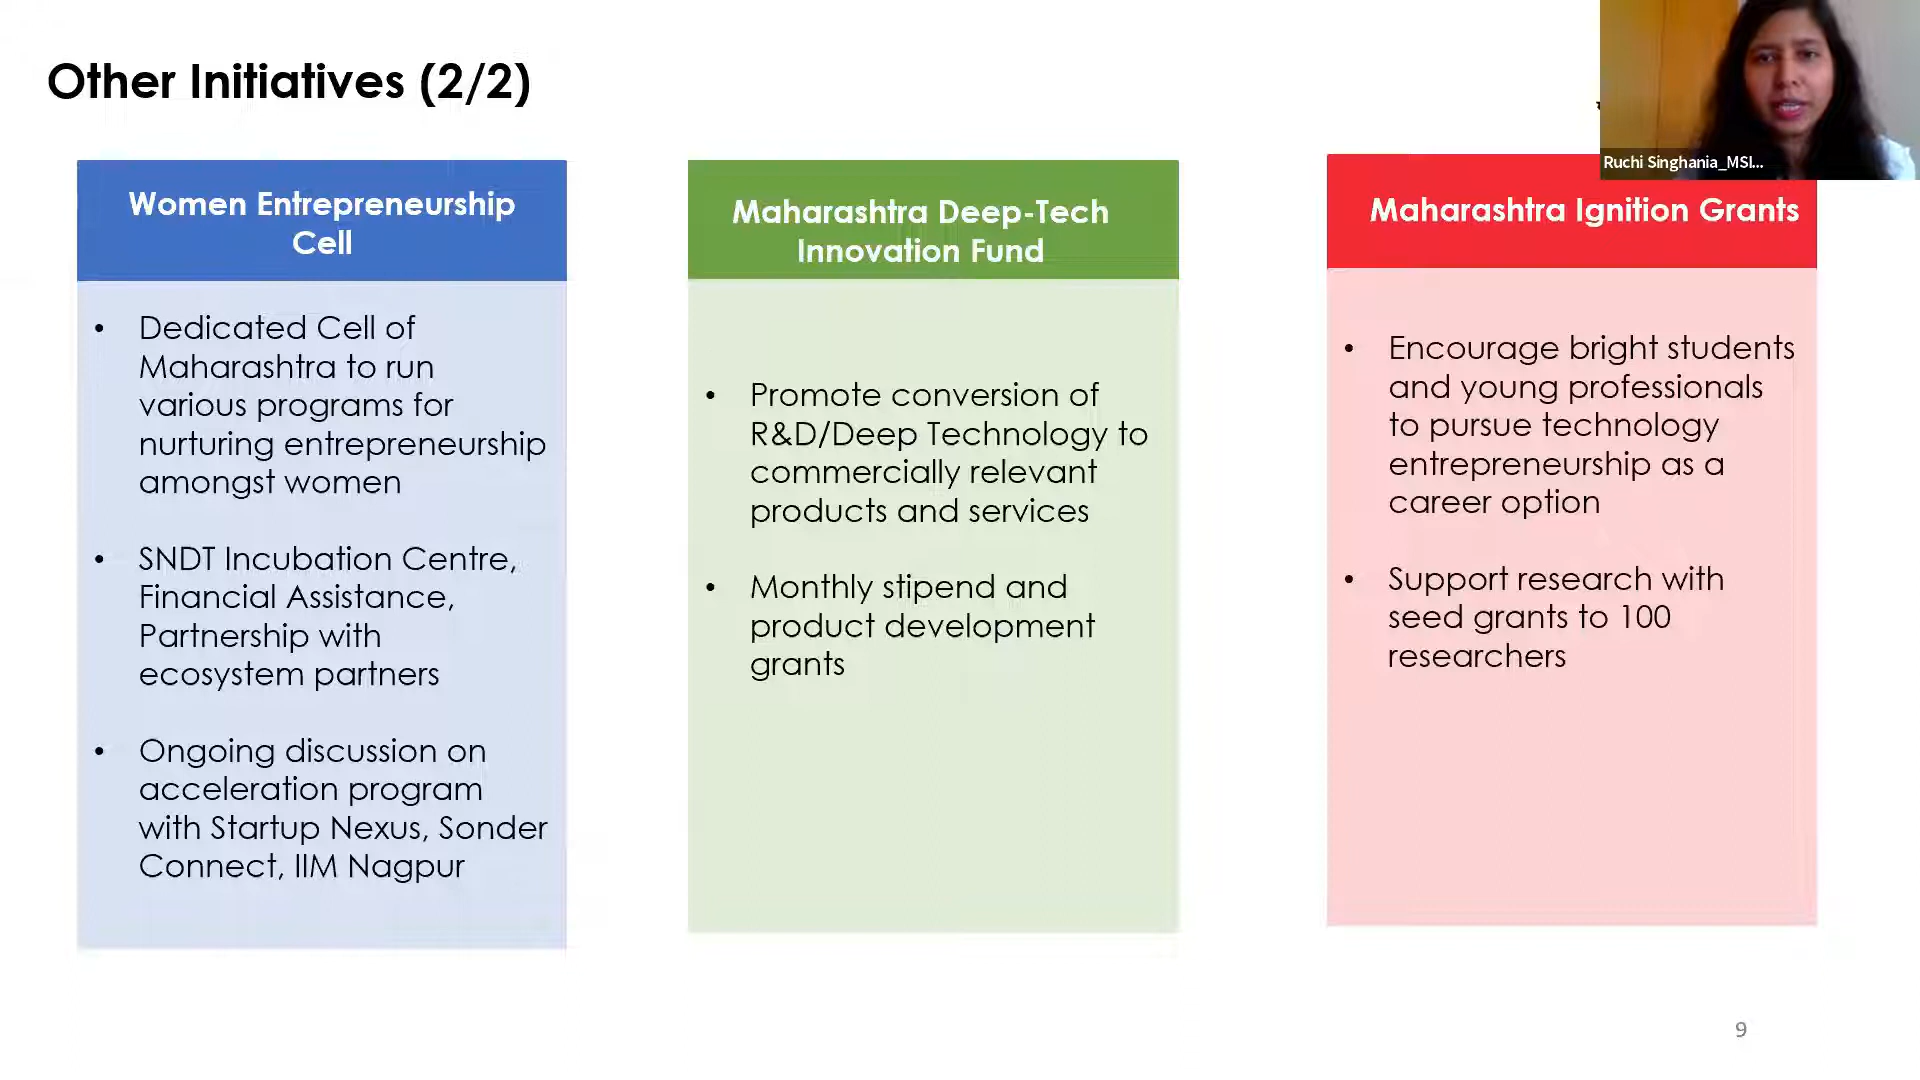 Other Initiatives (2/2)
Ruchi Singhania_MSI...
Women Entrepreneurship
Cell
• Dedicated Cell of
Maharashtra to run
various programs for
nurturing entrepreneurship
amongst women
• SNDT Incubation Centre,
Financial Assistance,
Partnership with
ecosystem partners
• Ongoing discussion on
acceleration program
with Startup Nexus, Sonder
Connect, IIM Nagpur
Maharashtra Deep-Tech
Innovation Fund
• Promote conversion of
R&D/Deep Technology to
commercially relevant
products and services
• Monthly stipend and
product development
grants
Maharashtra Ignition Grants
• Encourage bright students
and young professionals
to pursue technology
entrepreneurship as a
career option
• Support research with
seed grants to 100
researchers
9